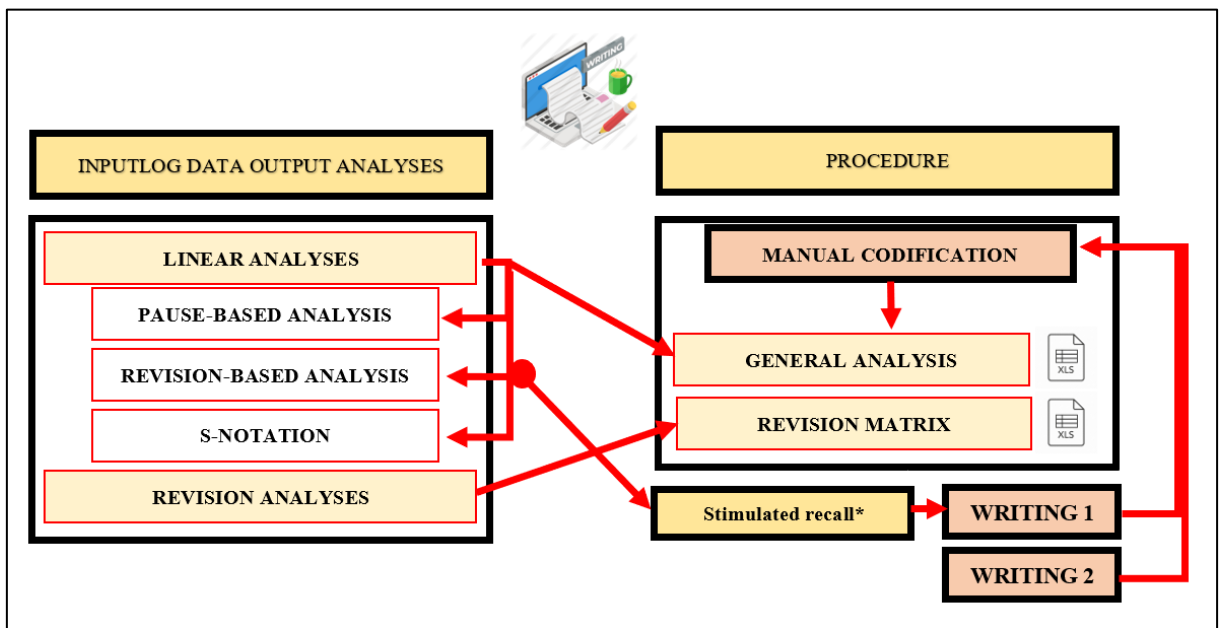 WRITING
INPUTLOG DATA OUTPUT ANALYSES
LINEAR ANALYSES
PAUSE-BASED ANALYSIS
REVISION-BASED ANALYSIS
S-NOTATION
REVISION ANALYSES
PROCEDURE
MANUAL CODIFICATION
GENERAL ANALYSIS
XLS
REVISION MATRIX
XLS
Stimulated recall*
WRITING 1
WRITING 2